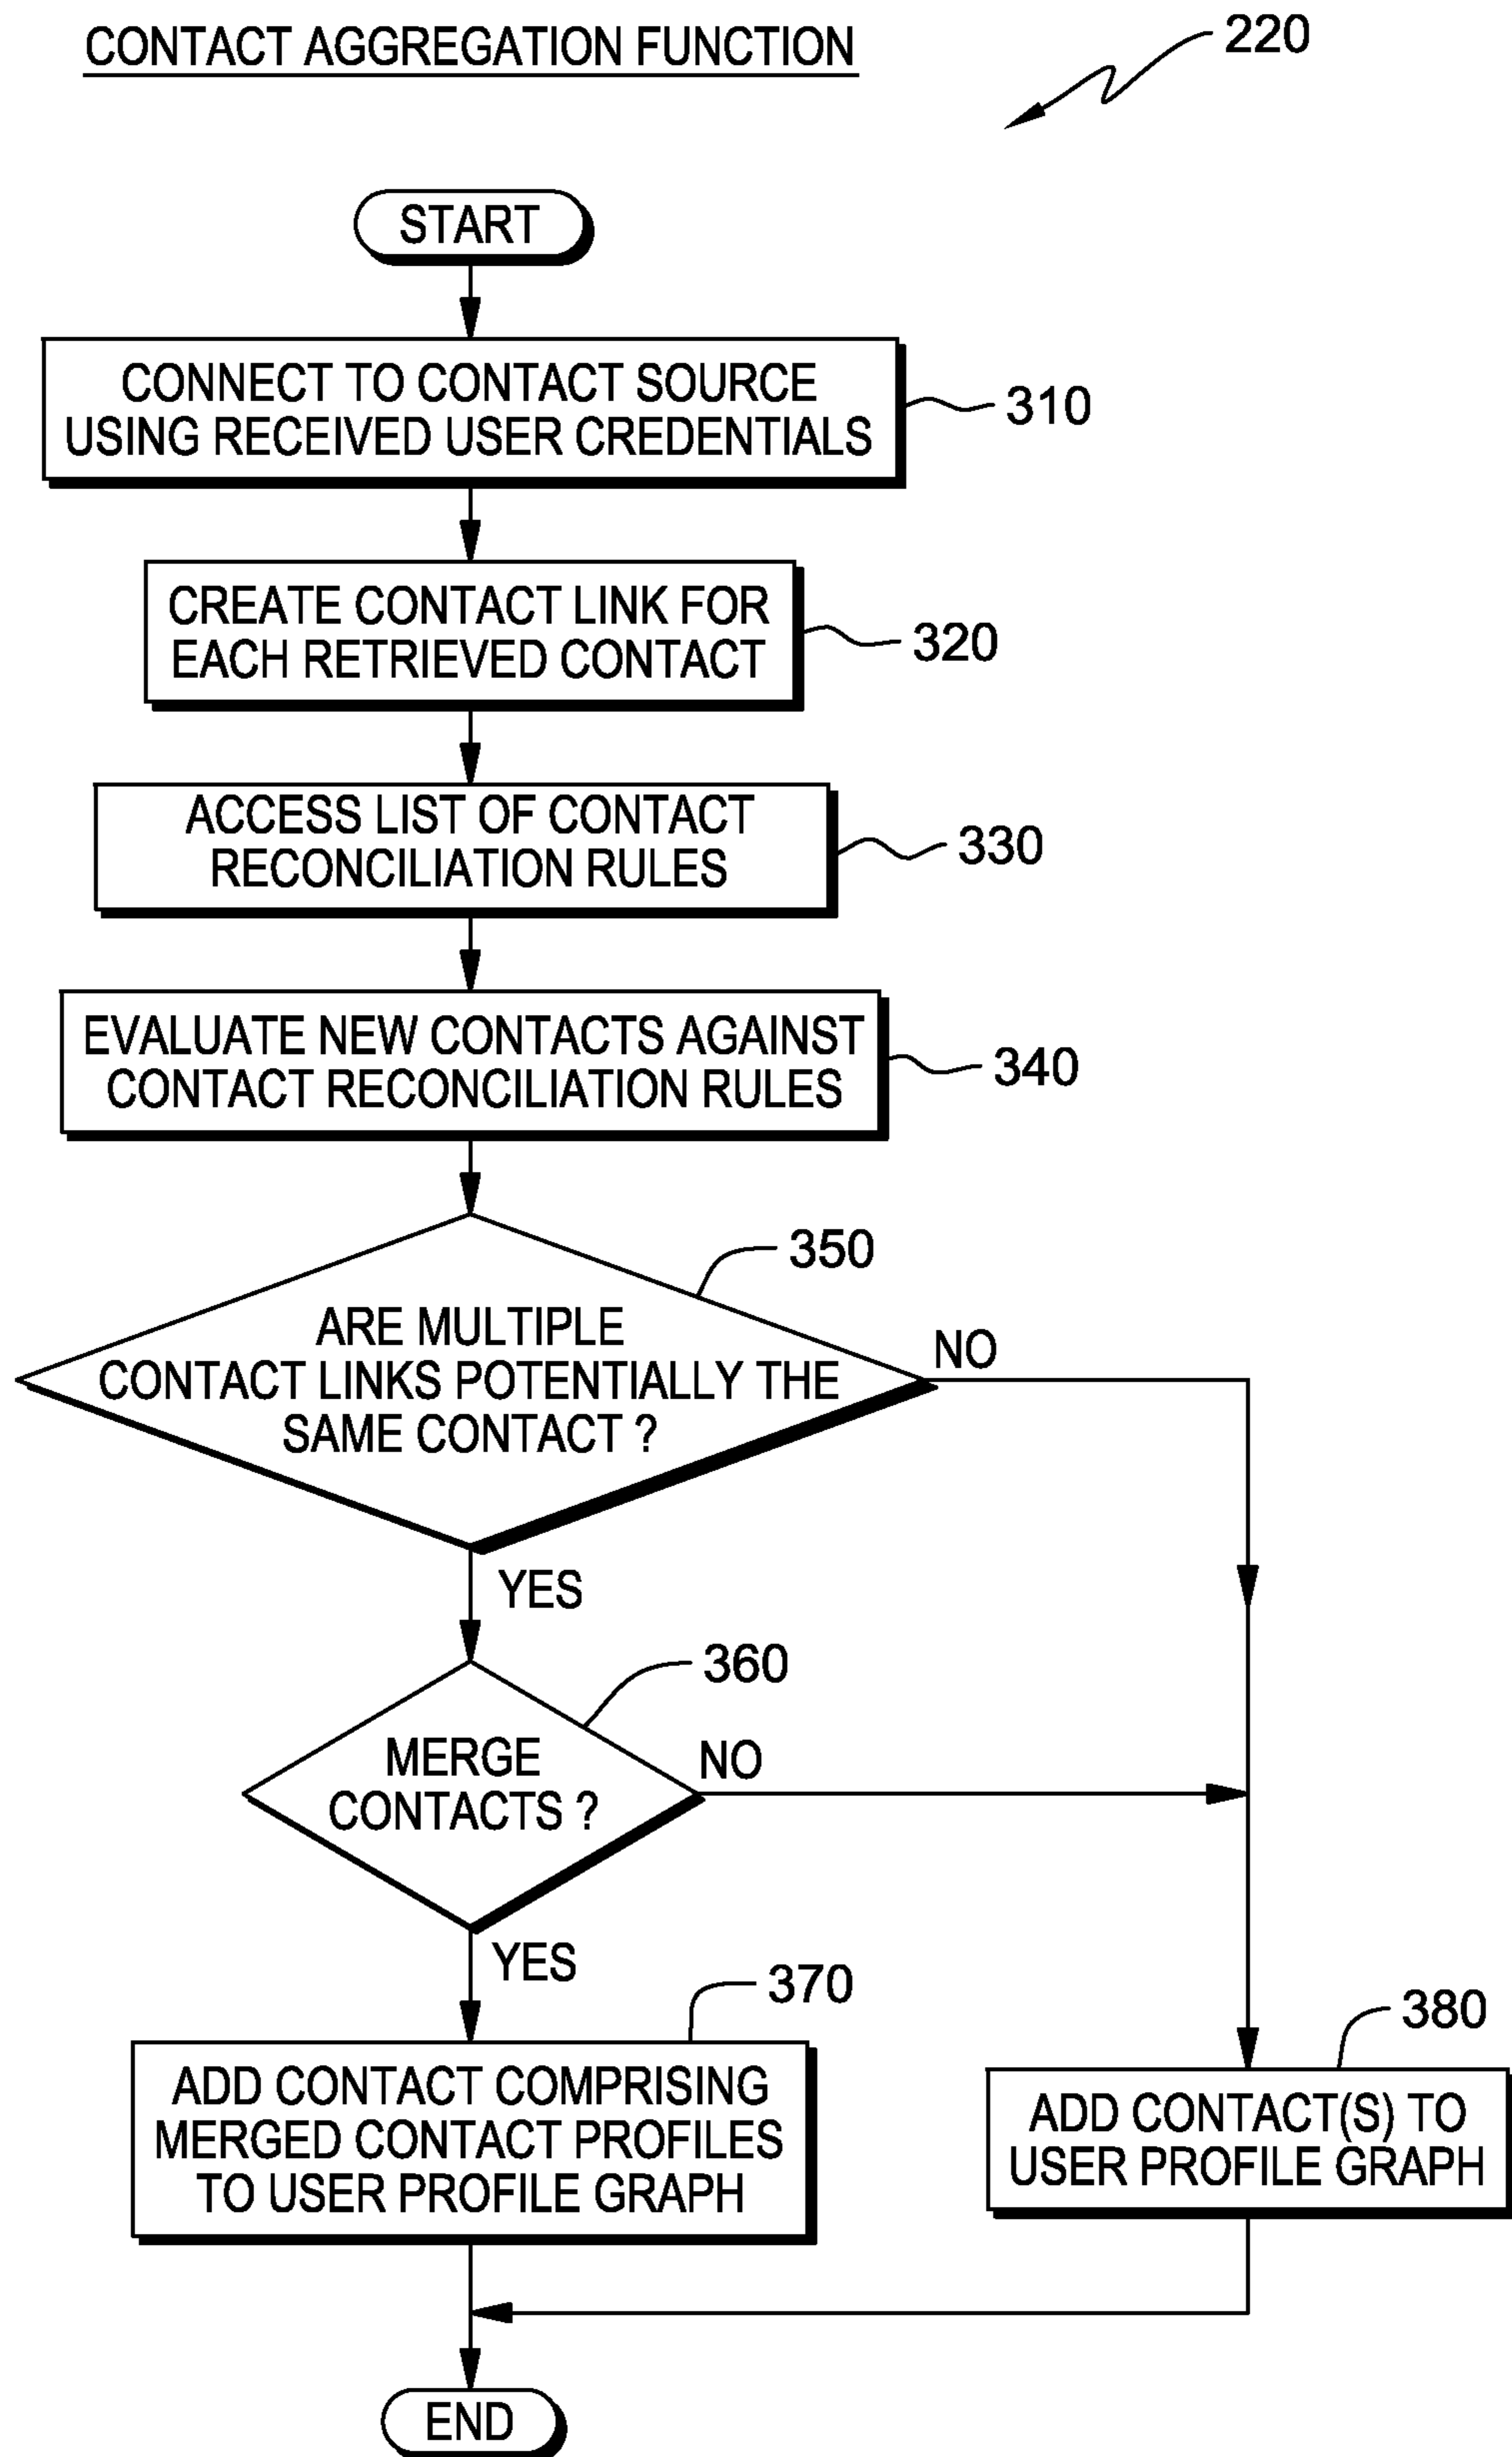 CONTACT AGGREGATION FUNCTION
220
START
CONNECT TO CONTACT SOURCE
USING RECEIVED USER CREDENTIALS
310
CREATE CONTACT LINK FOR
EACH RETRIEVED CONTACT
320
ACCESS LIST OF CONTACT
RECONCILIATION RULES
330
EVALUATE NEW CONTACTS AGAINST
CONTACT RECONCILIATION RULES
340
350
ARE MULTIPLE
CONTACT LINKS POTENTIALLY THE
SAME CONTACT ?
NO
YES
360
MERGE
CONTACTS ?
NO
YES
370
ADD CONTACT COMPRISING
MERGED CONTACT PROFILES
TO USER PROFILE GRAPH
380
ADD CONTACT(S) TO
USER PROFILE GRAPH
END